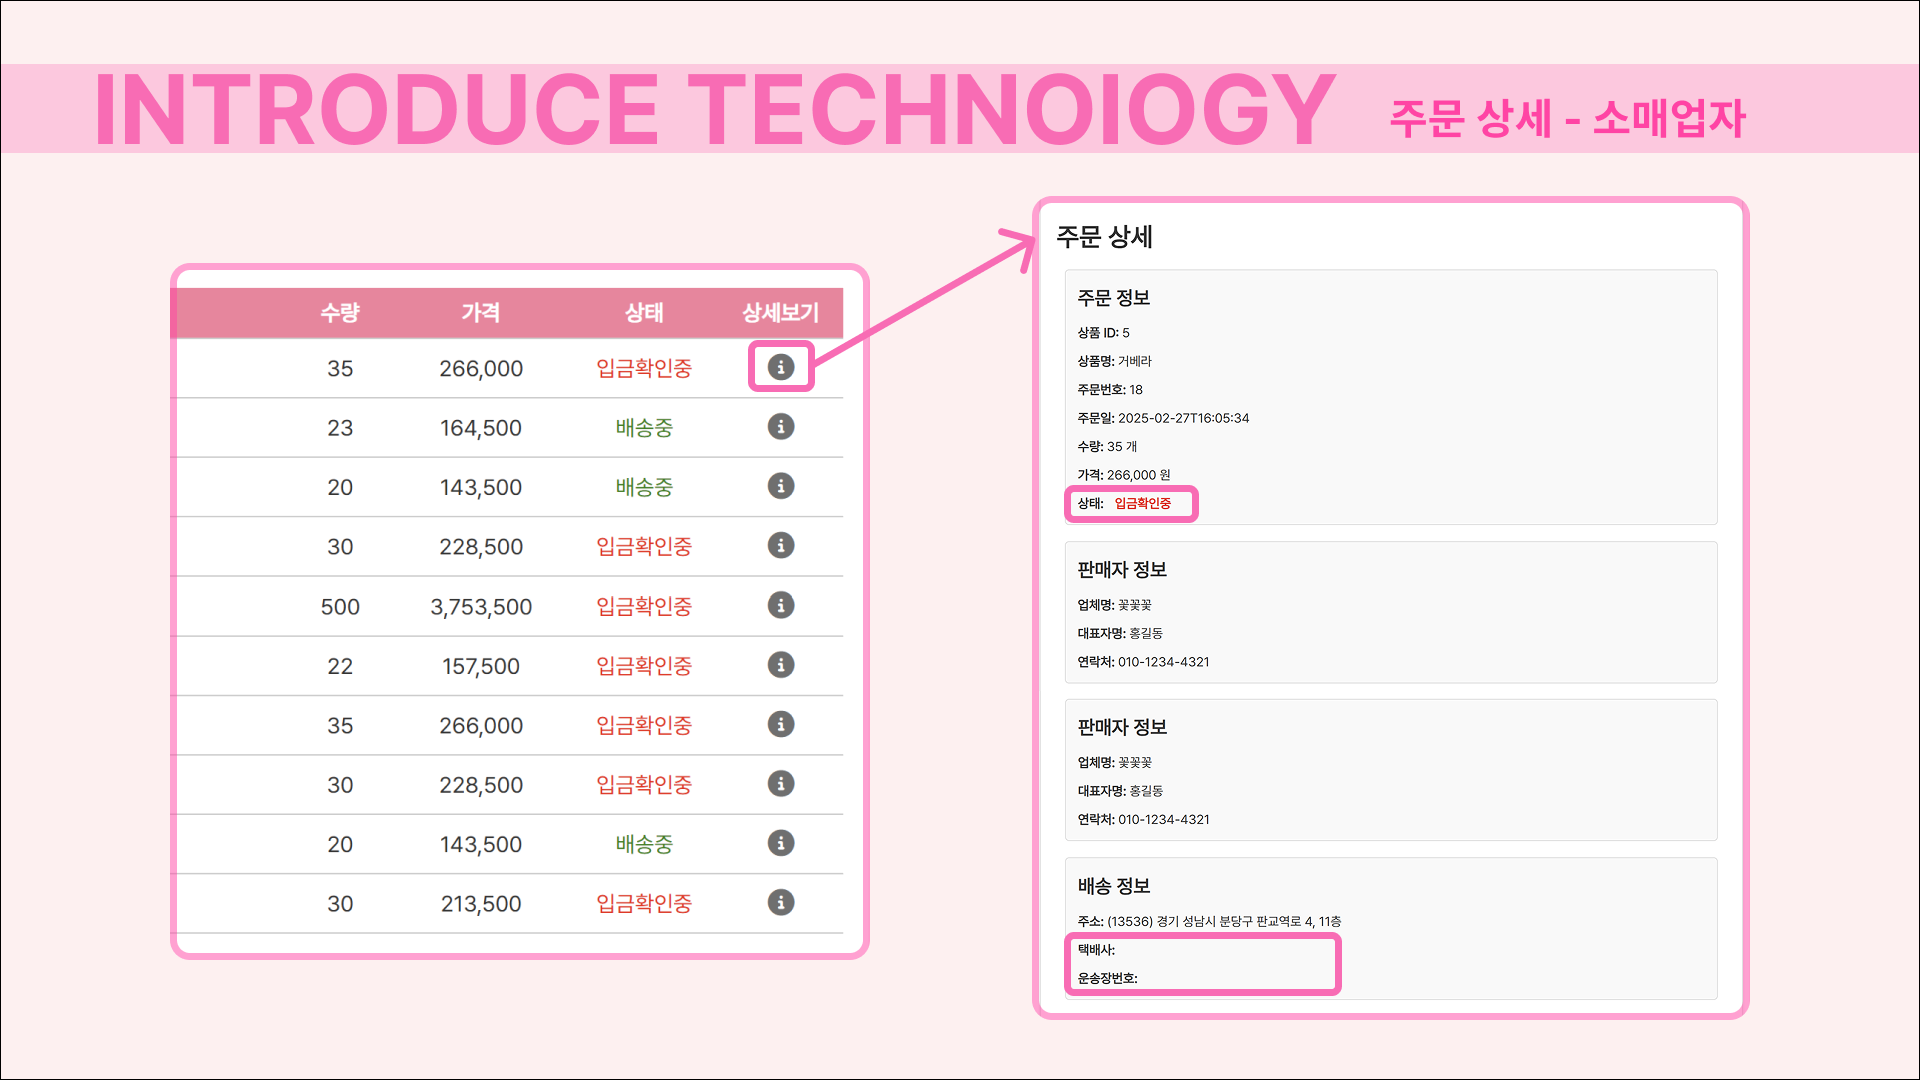 INTRODUCE TECHNOIOGY 주문 상세 - 소매업자
수량 가격 상태 상세보기
35 266,000 입금확인중
23 164,500 배송중
20 143,500 배송중
30 228,500 입금확인중
500 3,753,500 입금확인중
22 157,500 입금확인중
35 266,000 입금확인중
30 228,500 입금확인중
20 143,500 배송중
30 213,500 입금확인중
주문 상세
주문 정보
상품 ID: 5
상품명: 거베라
주문번호: 18
주문일: 2025-02-27T16:05:34
수량: 35 개
가격: 266,000 원
상태: 입금확인중
판매자 정보
업체명: 꽃꽃꽃
대표자명: 홍길동
연락처: 010-1234-4321
판매자 정보
업체명: 꽃꽃꽃
대표자명: 홍길동
연락처: 010-1234-4321
배송 정보
주소: (13536) 경기 성남시 분당구 판교역로 4, 11층
택배사:
운송장번호: